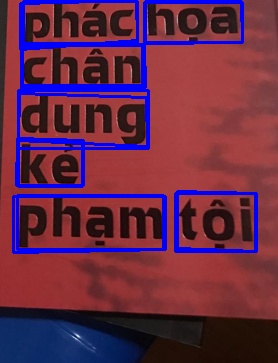 phác họa
chân
dung
kẻ
phạm tội